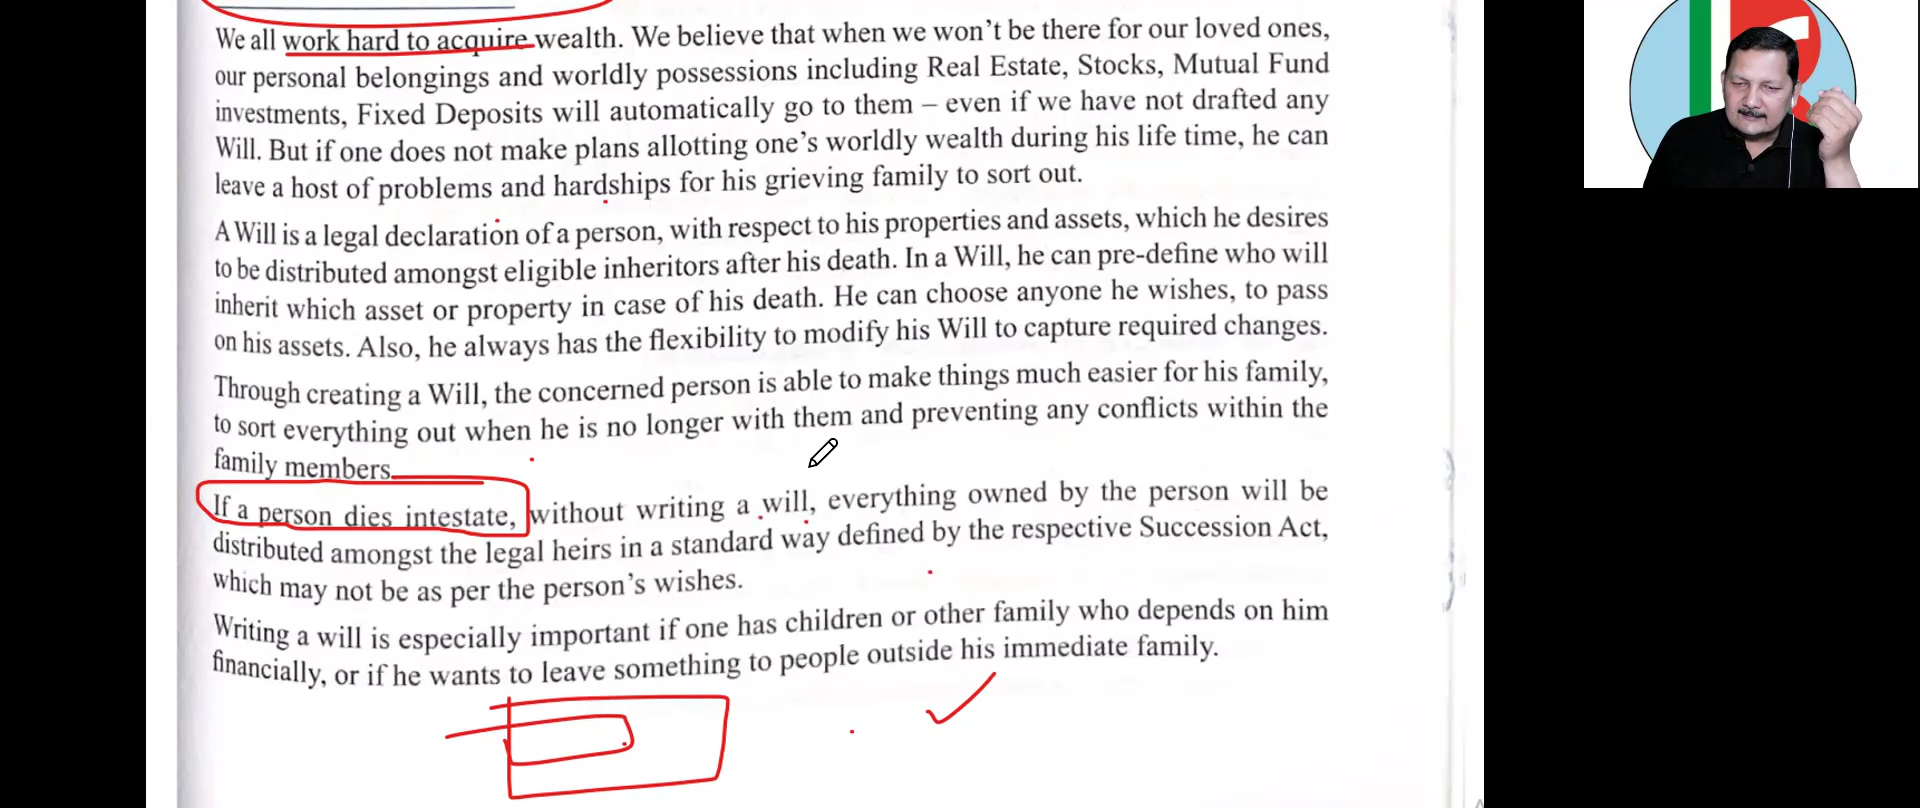 We all work hard to acquire wealth. We believe that when we won't be there for our loved ones,
our personal belongings and worldly possessions including Real Estate, Stocks, Mutual Fund
investments, Fixed Deposits will automatically go to them – even if we have not drafted any
Will. But if one does not make plans allotting one's worldly wealth during his life time, he can
leave a host of problems and hardships for his grieving family to sort out.
A Will is a legal declaration of a person, with respect to his properties and assets, which he desires
to be distributed amongst eligible inheritors after his death. In a Will, he can pre-define who will
inherit which asset or property in case of his death. He can choose anyone he wishes, to pass
on his assets. Also, he always has the flexibility to modify his Will to capture required changes.
Through creating a Will, the concerned person is able to make things much easier for his family,
to sort everything out when he is no longer with them and preventing any conflicts within the
family members.
If a person dies intestate, without writing a will, everything owned by the person will be
distributed amongst the legal heirs in a standard way defined by the respective Succession Act,
which may not be as per the person's wishes.
Writing a will is especially important if one has children or other family who depends on him
financially, or if he wants to leave something to people outside his immediate family.